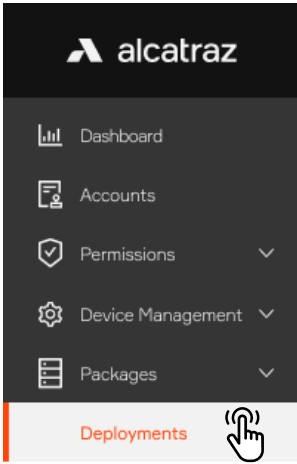 alcatraz
Dashboard
Accounts
Permissions
Device Management
Packages
Deployments